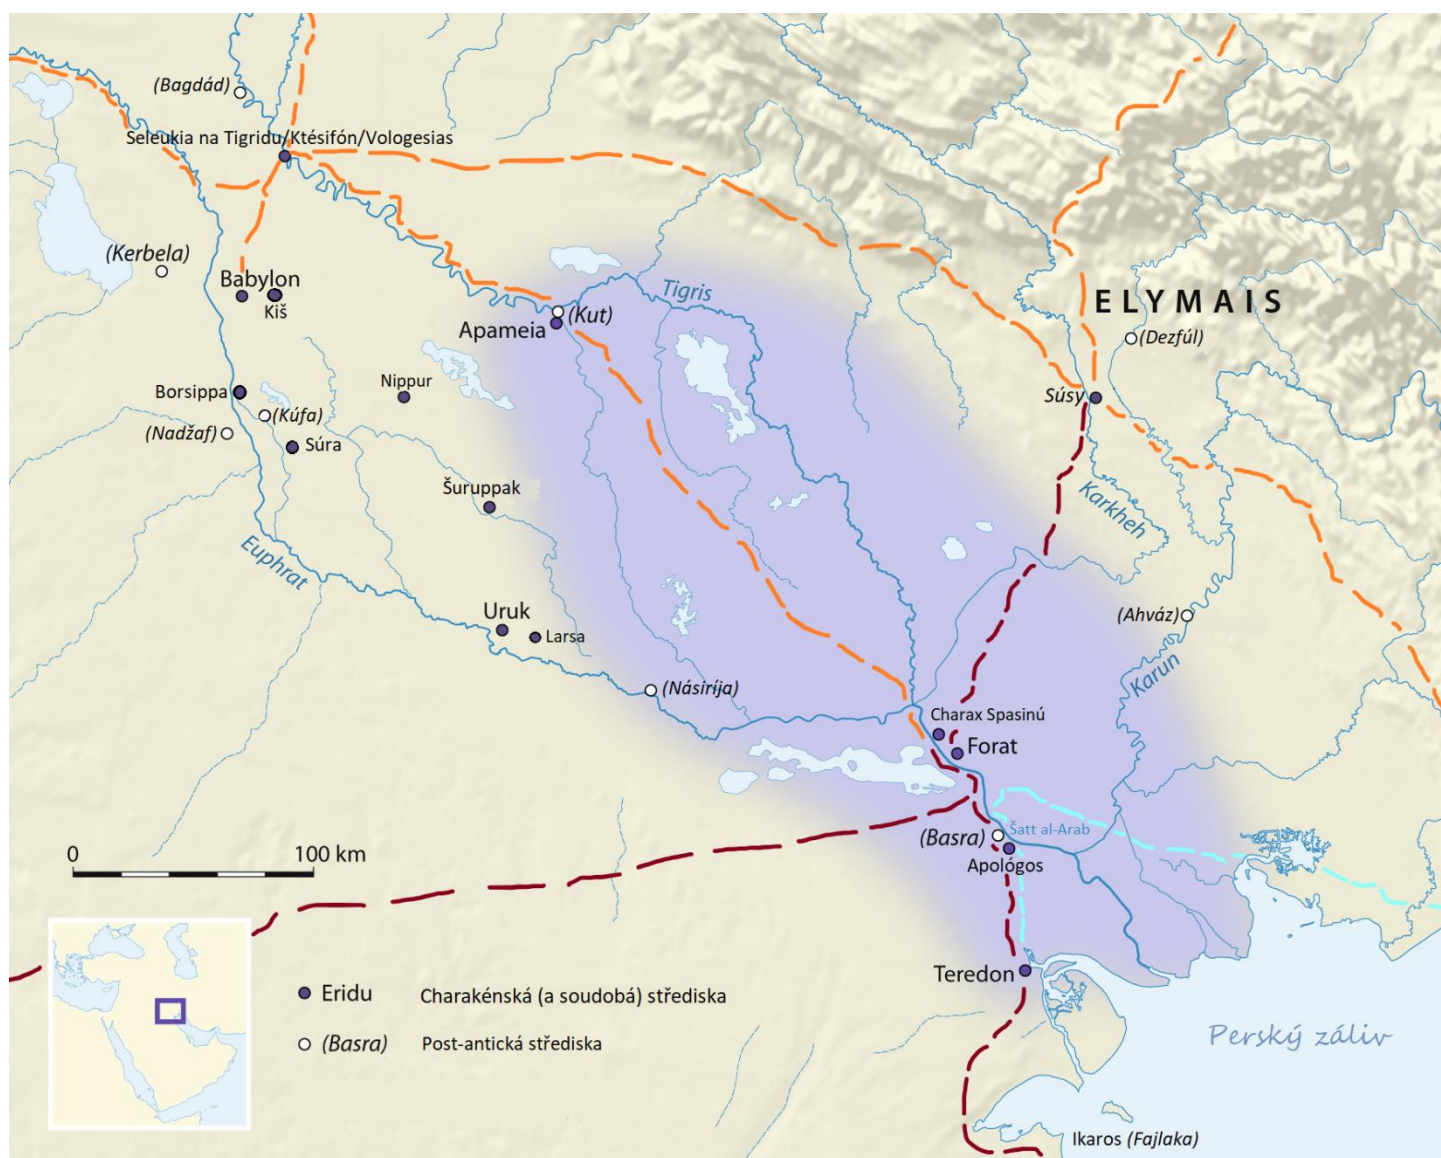 (Bagdád)
Seleukia na Tigridu/Ktésifón/Vologesias
(Kerbela)
Babylon
Kiš
Tigris
(Kut)
Apameia
ELYMAIS
(Dezfúl)
Nippur
Borsippa
Súsy
(Kúfa)
(Nadžaf)
Súra
Šuruppak
Karkheh
Euphrat
Uruk
Larsa
(Ahváz)
Karun
(Násiríja)
Charax Spasinú
Forat
(Basra)
Šatt al-Arab
Apológos
0 100 km
Teredon
Eridu Charakénská (a soudobá) střediska
(Basra) Post-antická střediska
Perský záliv
Ikaros (Fajlaka)